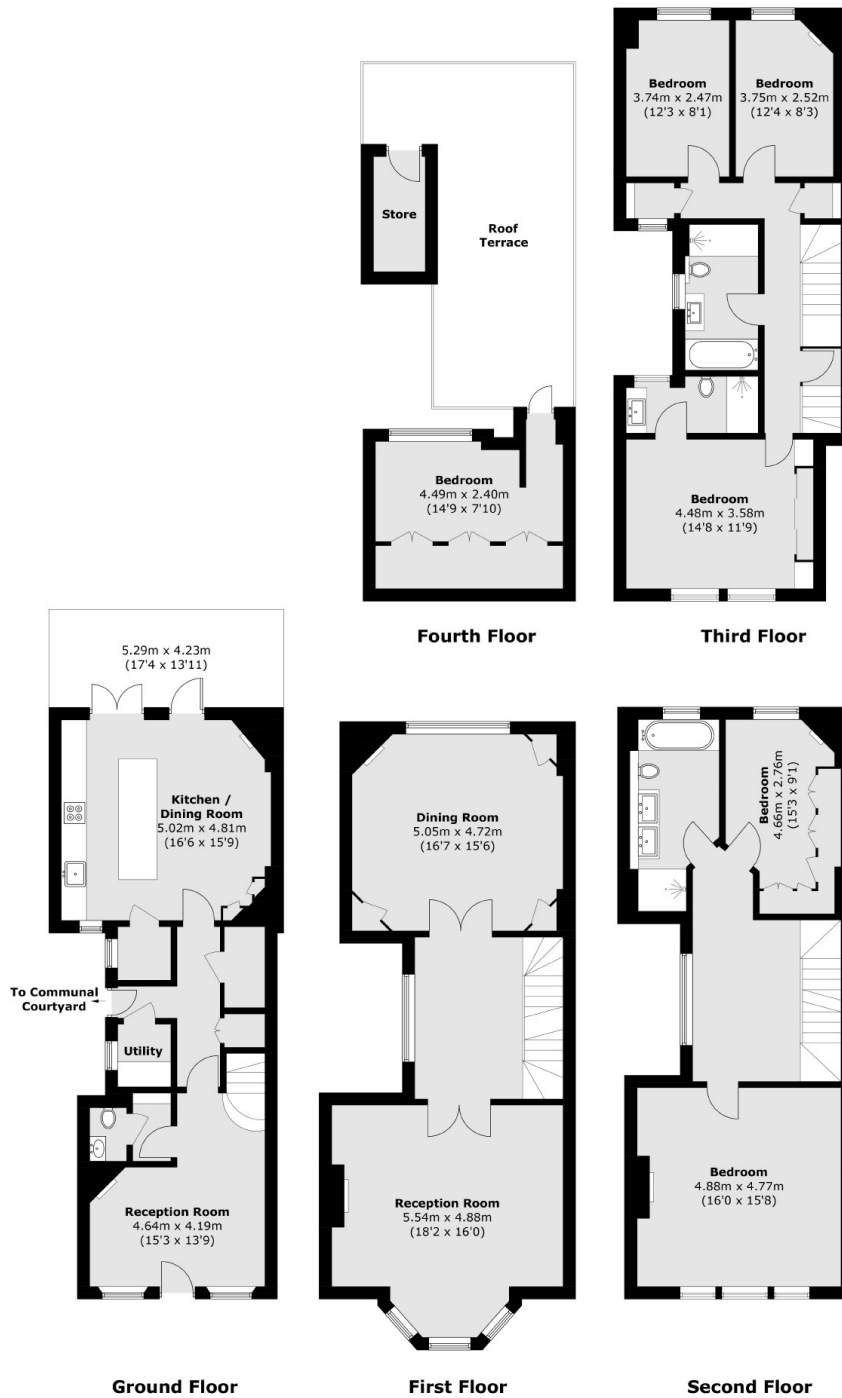 Bedroom
3.74m x 2.47m
(12'3 x 8'1)
Bedroom
3.75m x 2.52m
(12'4 x 8'3)
Store
Roof
Terrace
Bedroom
4.49m x 2.40m
(14'9 x 7'10)
Bedroom
4.48m x 3.58m
(14'8 x 11'9)
Fourth Floor
Third Floor
5.29m x 4.23m
(17'4 x 13'11)
Kitchen /
Dining Room
5.02m x 4.81m
(16'6 x 15'9)
To Communal
Courtyard
Utility
Reception Room
4.64m x 4.19m
(15'3 x 13'9)
Dining Room
5.05m x 4.72m
(16'7 x 15'6)
Reception Room
5.54m x 4.88m
(18'2 x 16'0)
Bedroom
4.66m x 2.76m
(15'3 x 9'1)
Bedroom
4.88m x 4.77m
(16'0 x 15'8)
Ground Floor
First Floor
Second Floor